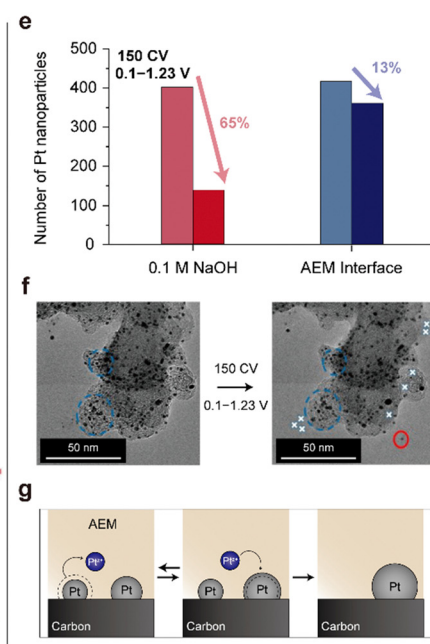 e
500
400
300
200
100
0
Number of Pt nanoparticles
150 CV
0.1–1.23 V
65%
13%
0.1 M NaOH
AEM Interface
f
50 nm
150 CV
0.1–1.23 V
50 nm
g
AEM
Pt
Pt
Carbon
Pt
Pt
Carbon
Pt
Carbon